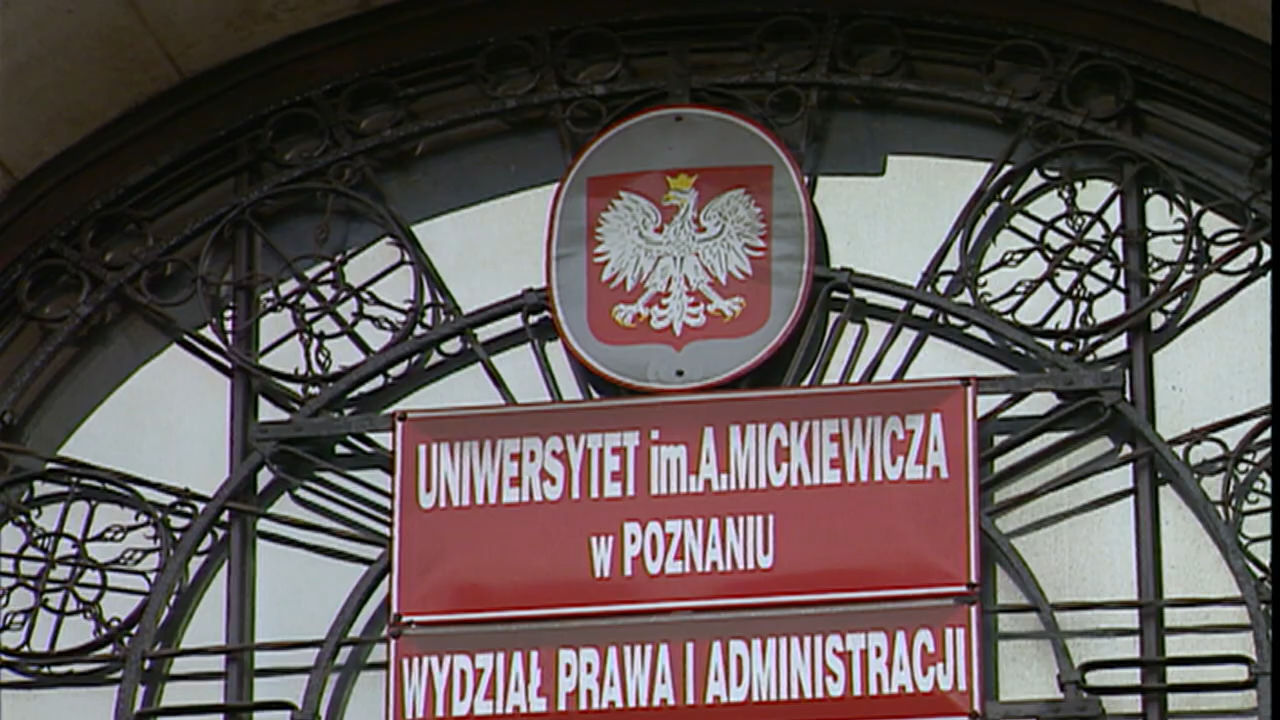 UNIWERSYTET im.A.MICKIEWICZA
w POZNANIU
WYDZIAŁ PRAWA I ADMINISTRACJI